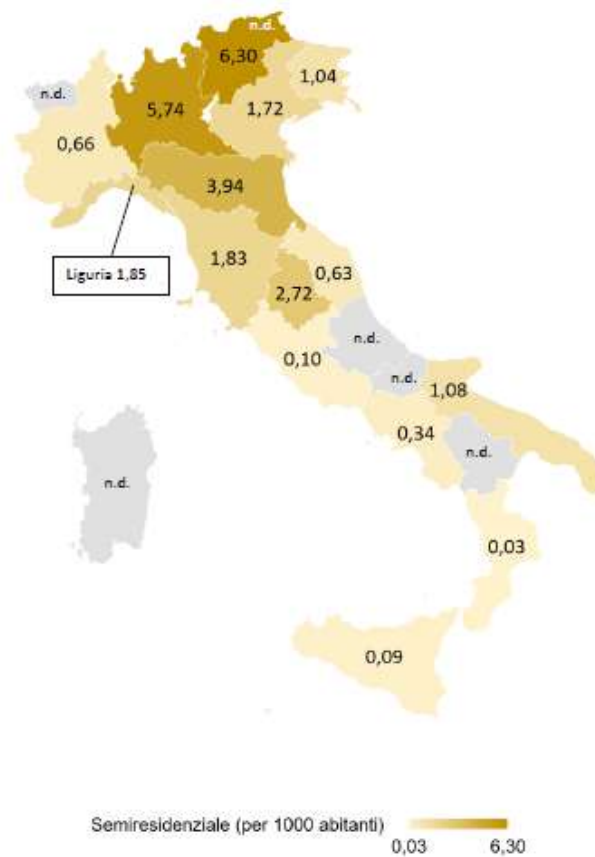 n.d.
6,30
1,04
n.d.
5,74
1,72
0,66
3,94
1,83
Liguria 1,85
0,63
2,72
n.d.
0,10
n.d.
1,08
0,34
n.d.
n.d.
0,03
0,09
Semiresidenziale (per 1000 abitanti)
0,03 6,30